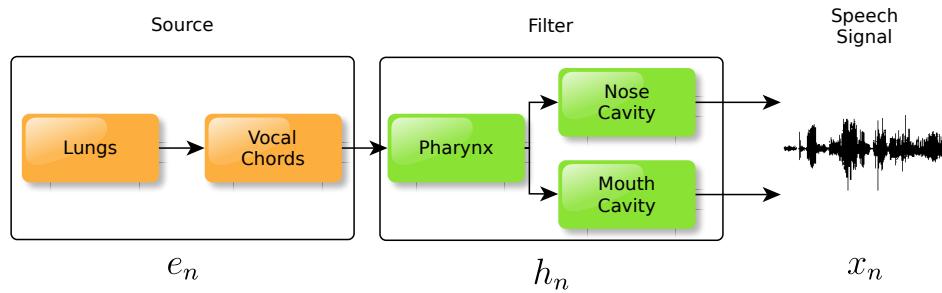 Source
Filter
Speech
Signal
Lungs
Vocal
Chords
Pharynx
Nose
Cavity
Mouth
Cavity
e_n
h_n
x_n